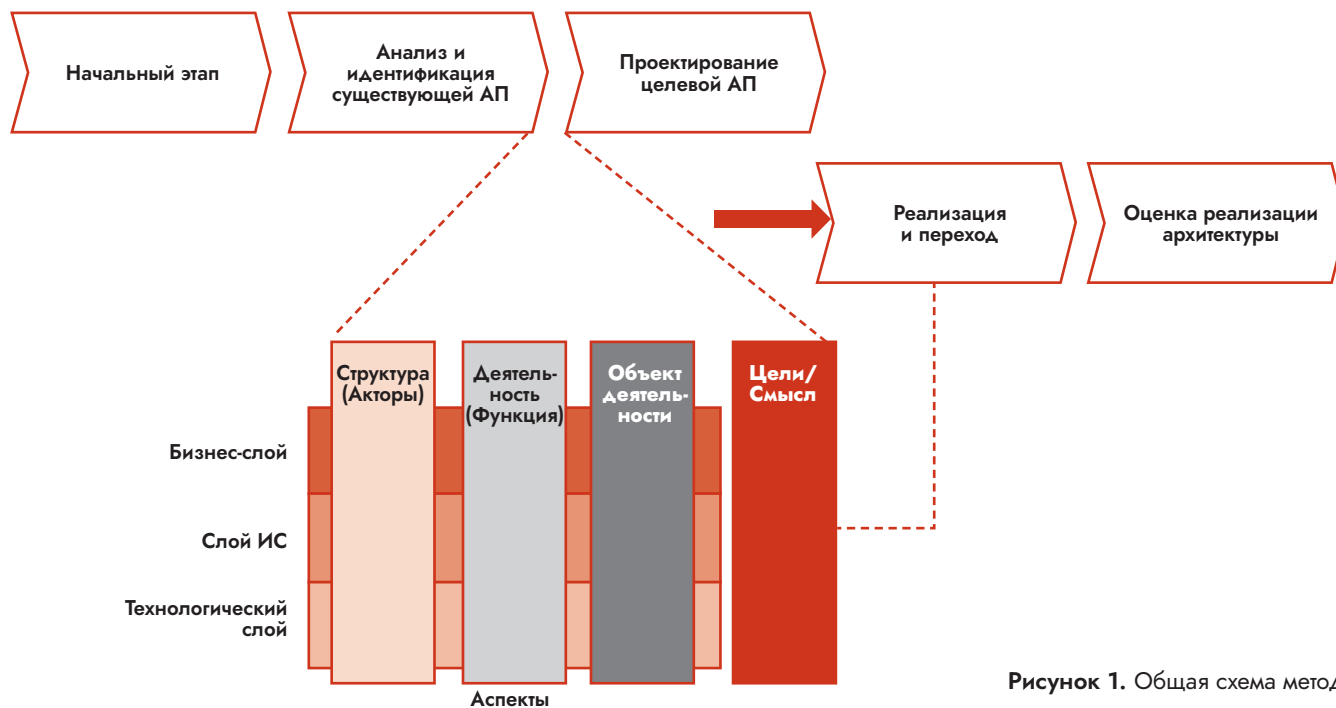 Начальный этап
Анализ и
идентификация
существующей АП
Проектирование
целевой АП
Реализация
и переход
Оценка реализации
архитектуры
Структура
(Акторы)
Деятель-
ность
(Функция)
Объект
деятель-
ности
Цели/
Смысл
Бизнес-слой
Слой ИС
Технологический
слой
Аспекты
Рисунок 1. Общая схема метод